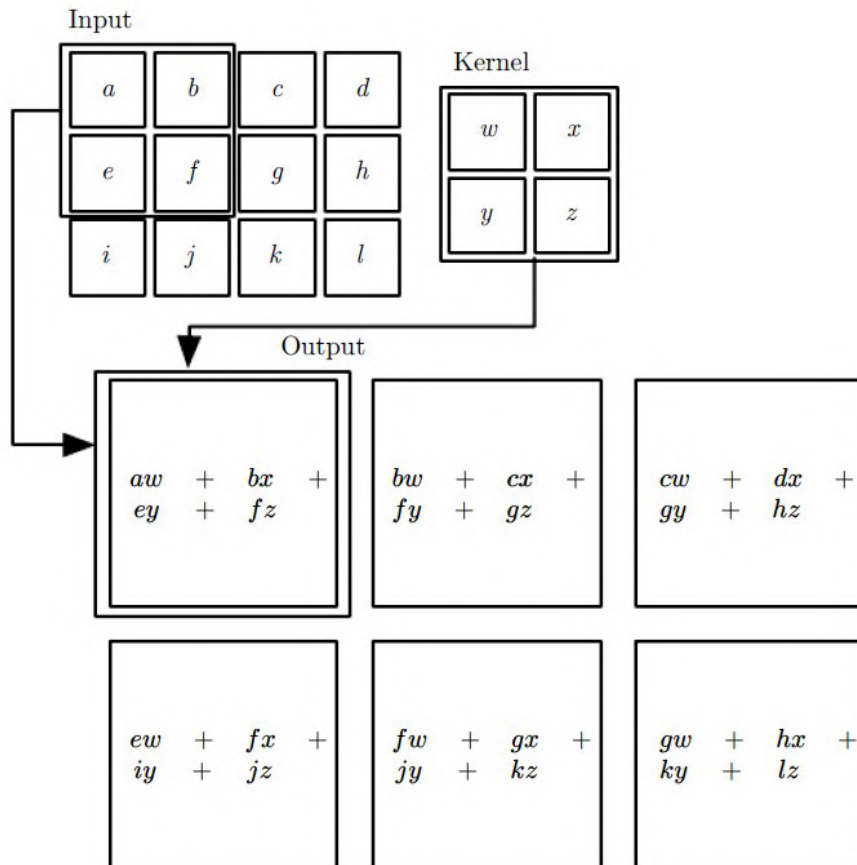 Input
a b c d
e f g h
i j k l
Kernel
w x
y z
Output
aw + bx +
ey + fz
bw + cx +
fy + gz
cw + dx +
gy + hz
ew + fx +
iy + jz
fw + gx +
jy + kz
gw + hx +
ky + lz